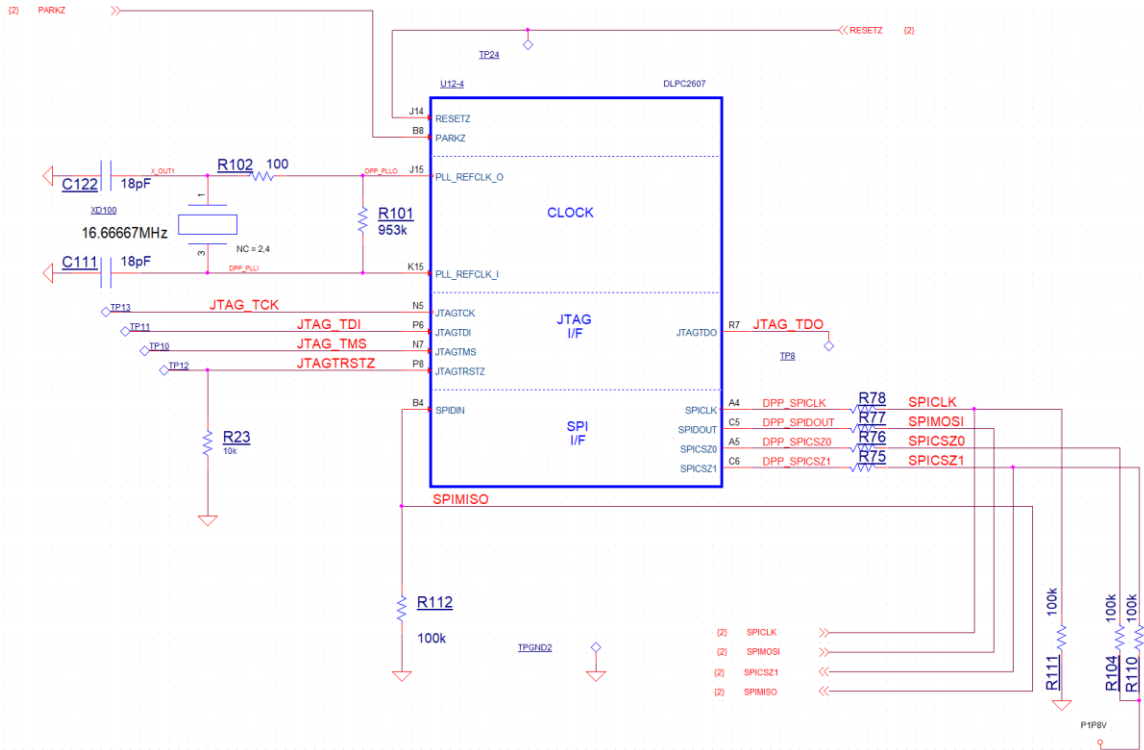 {2} PARKZ
RESETZ {2}
TP24
U12-4 DLPC2607
J14 RESETZ
B8 PARKZ
R102 100
X_OUT1 DPP_PLLO J15 PLL_REFCLK_O
C122 18pF
XD100
1
R101
953k
CLOCK
16.66667MHz
3
NC = 2,4
C111 18pF
DPP_PLLI K15 PLL_REFCLK_I
TP13 JTAG_TCK N5 JTAGTCK
JTAG
I/F
TP11 JTAG_TDI P6 JTAGTDI
JTAGTDO R7 JTAG_TDO
TP10 JTAG_TMS N7 JTAGTMS
TP8
TP12 JTAGTRSTZ P8 JTAGTRSTZ
B4 SPIDIN
SPICLK A4 DPP_SPICLK R78 SPICLK
SPI
I/F
SPIDOUT C5 DPP_SPIDOUT R77 SPIMOSI
R23
10k
SPICSZ0 A5 DPP_SPICSZ0 R76 SPICSZ0
SPICSZ1 C6 DPP_SPICSZ1 R75 SPICSZ1
SPIMISO
R112
100k
TPGND2
{2} SPICLK
{2} SPIMOSI
{2} SPICSZ1
{2} SPIMISO
100k
R111
100k
R104
100k
R110
P1P8V